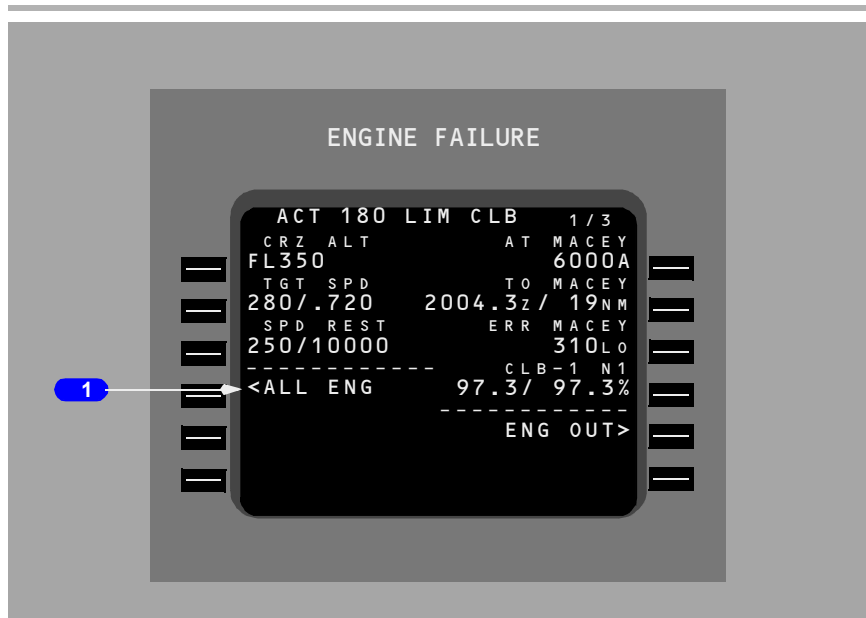 ENGINE FAILURE
ACT 180 LIM CLB 1/3
CRZ ALT AT MACEY
FL350 6000A
TGT SPD TO MACEY
280/.720 2004.3Z/ 19NM
SPD REST ERR MACEY
250/10000 310LO
------------- CLB-1 N1
1 <ALL ENG 97.3/ 97.3%
------------
ENG OUT>